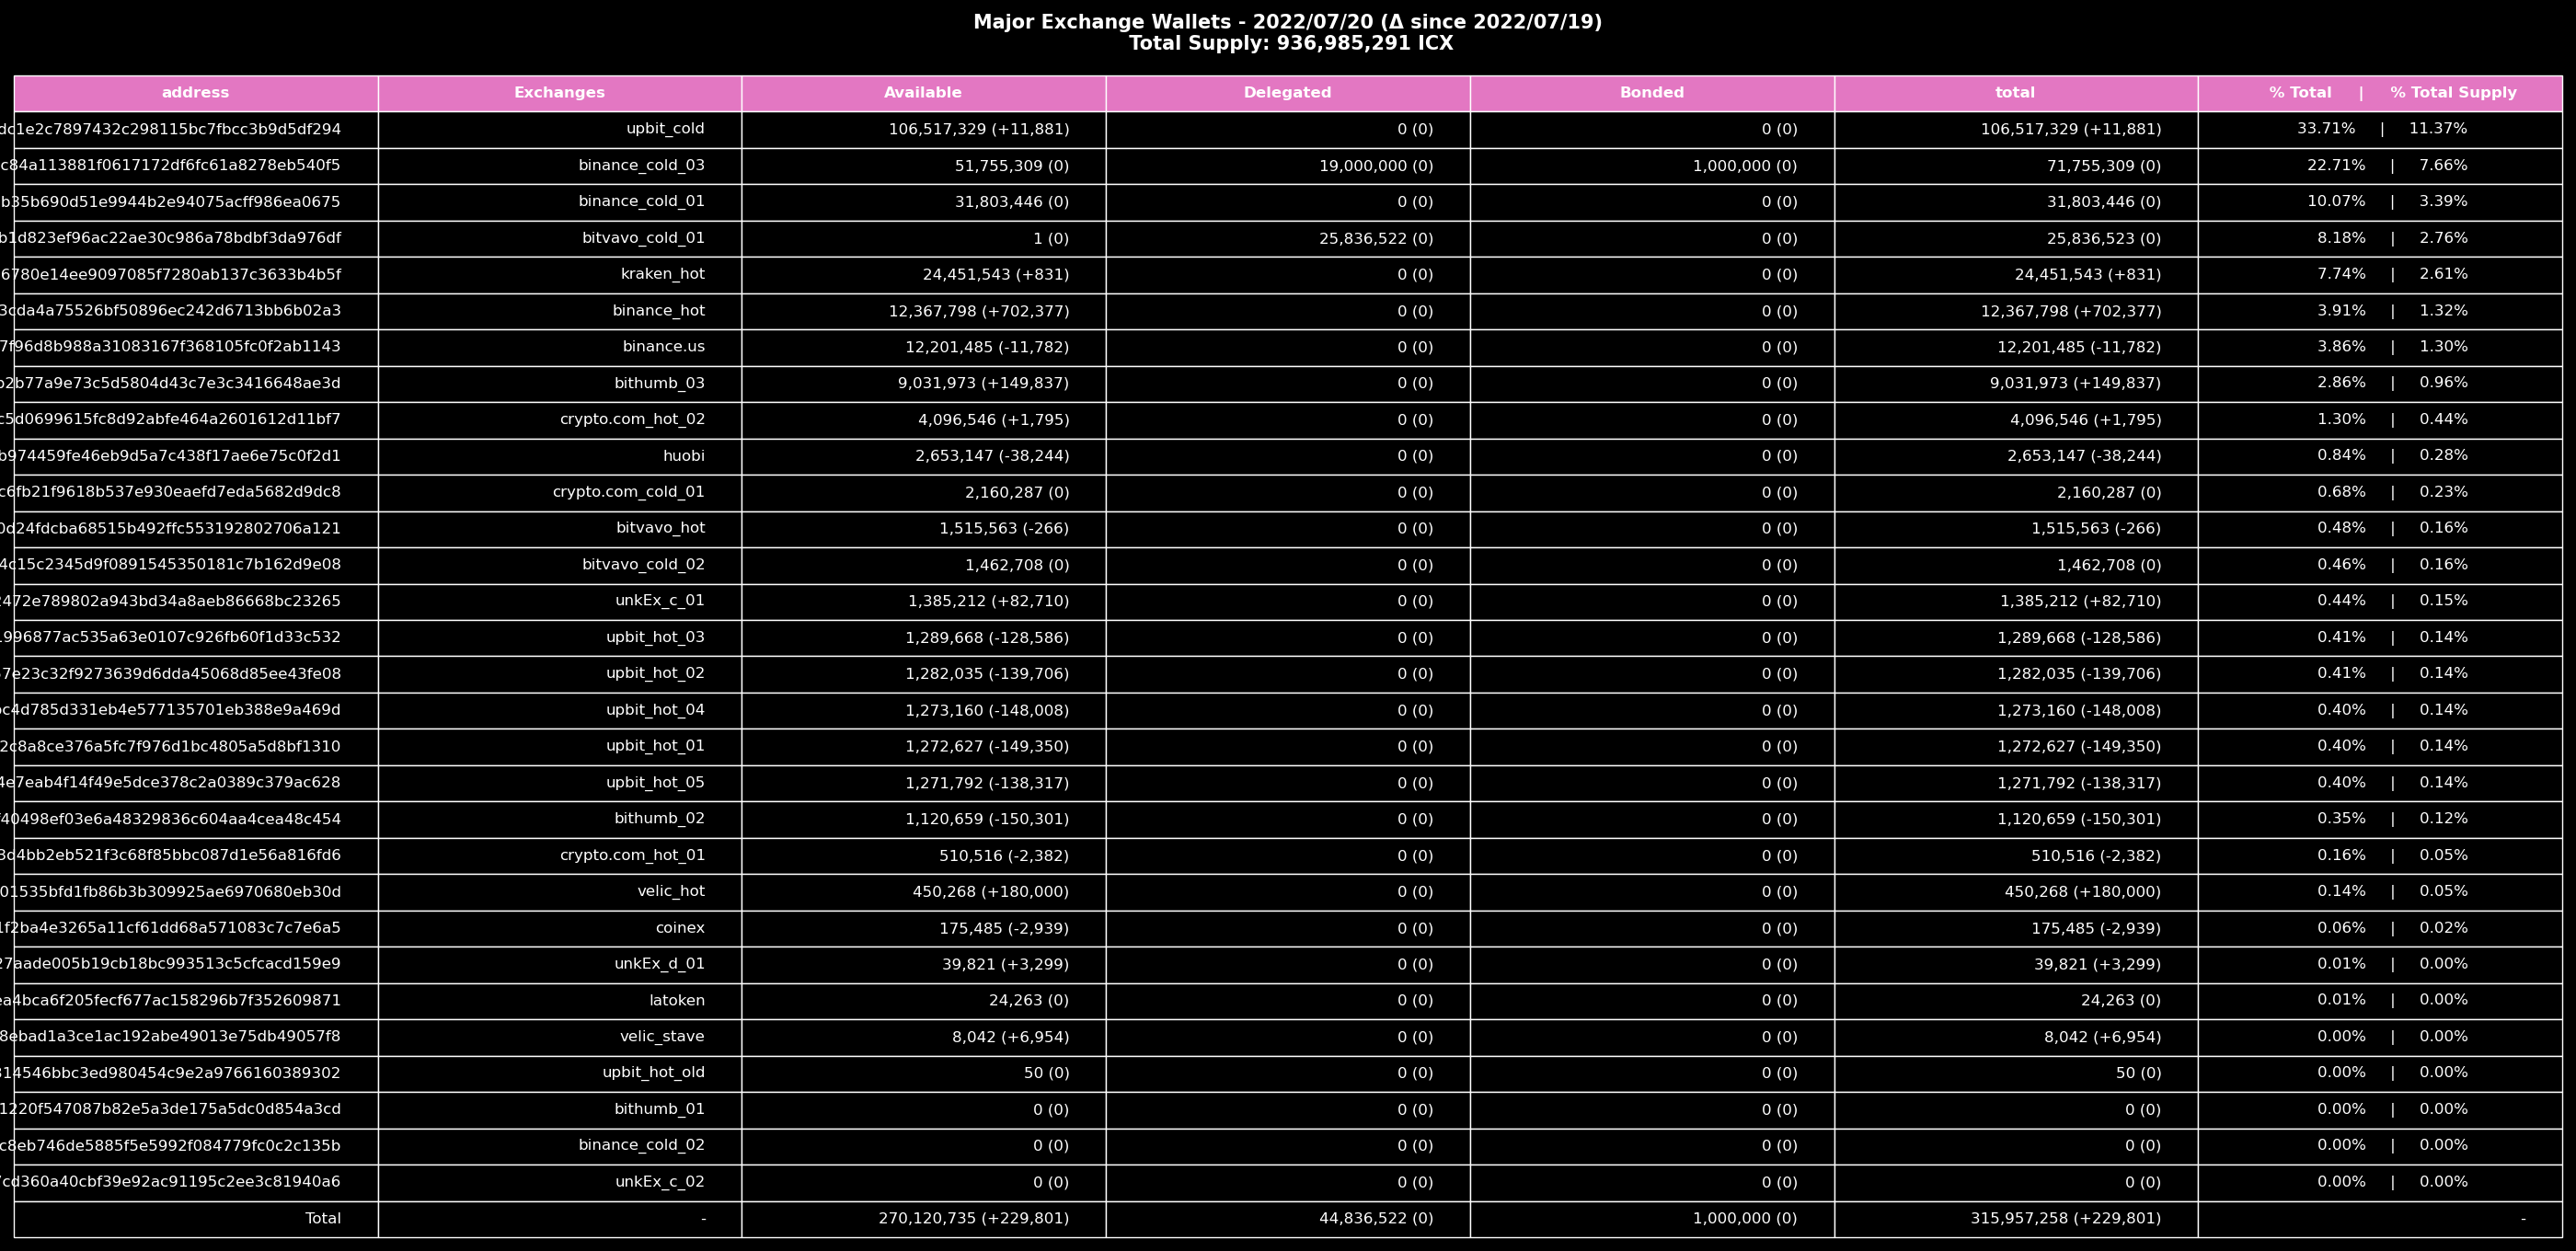 Major Exchange Wallets - 2022/07/20 (Δ since 2022/07/19)
Total Supply: 936,985,291 ICX
address Exchanges Available Delegated Bonded total % Total | % Total Supply
dc1e2c7897432c298115bc7fbcc3b9d5df294 upbit_cold 106,517,329 (+11,881) 0 (0) 0 (0) 106,517,329 (+11,881) 33.71% | 11.37%
c84a113881f0617172df6fc61a8278eb540f5 binance_cold_03 51,755,309 (0) 19,000,000 (0) 1,000,000 (0) 71,755,309 (0) 22.71% | 7.66%
b35b690d51e9944b2e94075acff986ea0675 binance_cold_01 31,803,446 (0) 0 (0) 0 (0) 31,803,446 (0) 10.07% | 3.39%
b1d823ef96ac22ae30c986a78bdbf3da976df bitvavo_cold_01 1 (0) 25,836,522 (0) 0 (0) 25,836,523 (0) 8.18% | 2.76%
6780e14ee9097085f7280ab137c3633b4b5f kraken_hot 24,451,543 (+831) 0 (0) 0 (0) 24,451,543 (+831) 7.74% | 2.61%
3cda4a75526bf50896ec242d6713bb6b02a3 binance_hot 12,367,798 (+702,377) 0 (0) 0 (0) 12,367,798 (+702,377) 3.91% | 1.32%
7f96d8b988a31083167f368105fc0f2ab1143 binance.us 12,201,485 (-11,782) 0 (0) 0 (0) 12,201,485 (-11,782) 3.86% | 1.30%
b2b77a9e73c5d5804d43c7e3c3416648ae3d bithumb_03 9,031,973 (+149,837) 0 (0) 0 (0) 9,031,973 (+149,837) 2.86% | 0.96%
c5d0699615fc8d92abfe464a2601612d11bf7 crypto.com_hot_02 4,096,546 (+1,795) 0 (0) 0 (0) 4,096,546 (+1,795) 1.30% | 0.44%
b974459fe46eb9d5a7c438f17ae6e75c0f2d1 huobi 2,653,147 (-38,244) 0 (0) 0 (0) 2,653,147 (-38,244) 0.84% | 0.28%
c6fb21f9618b537e930eaefd7eda5682d9dc8 crypto.com_cold_01 2,160,287 (0) 0 (0) 0 (0) 2,160,287 (0) 0.68% | 0.23%
0d24fdcba68515b492ffc553192802706a121 bitvavo_hot 1,515,563 (-266) 0 (0) 0 (0) 1,515,563 (-266) 0.48% | 0.16%
4c15c2345d9f0891545350181c7b162d9e08 bitvavo_cold_02 1,462,708 (0) 0 (0) 0 (0) 1,462,708 (0) 0.46% | 0.16%
2472e789802a943bd34a8aeb86668bc23265 unkEx_c_01 1,385,212 (+82,710) 0 (0) 0 (0) 1,385,212 (+82,710) 0.44% | 0.15%
1996877ac535a63e0107c926fb60f1d33c532 upbit_hot_03 1,289,668 (-128,586) 0 (0) 0 (0) 1,289,668 (-128,586) 0.41% | 0.14%
57e23c32f9273639d6dda45068d85ee43fe08 upbit_hot_02 1,282,035 (-139,706) 0 (0) 0 (0) 1,282,035 (-139,706) 0.41% | 0.14%
bc4d785d331eb4e577135701eb388e9a469d upbit_hot_04 1,273,160 (-148,008) 0 (0) 0 (0) 1,273,160 (-148,008) 0.40% | 0.14%
2c8a8ce376a5fc7f976d1bc4805a5d8bf1310 upbit_hot_01 1,272,627 (-149,350) 0 (0) 0 (0) 1,272,627 (-149,350) 0.40% | 0.14%
4e7eab4f14f49e5dce378c2a0389c379ac628 upbit_hot_05 1,271,792 (-138,317) 0 (0) 0 (0) 1,271,792 (-138,317) 0.40% | 0.14%
f40498ef03e6a48329836c604aa4cea48c454 bithumb_02 1,120,659 (-150,301) 0 (0) 0 (0) 1,120,659 (-150,301) 0.35% | 0.12%
3d4bb2eb521f3c68f85bbc087d1e56a816fd6 crypto.com_hot_01 510,516 (-2,382) 0 (0) 0 (0) 510,516 (-2,382) 0.16% | 0.05%
01535bfd1fb86b3b309925ae6970680eb30d velic_hot 450,268 (+180,000) 0 (0) 0 (0) 450,268 (+180,000) 0.14% | 0.05%
1f2ba4e3265a11cf61dd68a571083c7c7e6a5 coinex 175,485 (-2,939) 0 (0) 0 (0) 175,485 (-2,939) 0.06% | 0.02%
27aade005b19cb18bc993513c5cfcacd159e9 unkEx_d_01 39,821 (+3,299) 0 (0) 0 (0) 39,821 (+3,299) 0.01% | 0.00%
ea4bca6f205fecf677ac158296b7f352609871 latoken 24,263 (0) 0 (0) 0 (0) 24,263 (0) 0.01% | 0.00%
8ebad1a3ce1ac192abe49013e75db49057f8 velic_stave 8,042 (+6,954) 0 (0) 0 (0) 8,042 (+6,954) 0.00% | 0.00%
314546bbc3ed980454c9e2a9766160389302 upbit_hot_old 50 (0) 0 (0) 0 (0) 50 (0) 0.00% | 0.00%
1220f547087b82e5a3de175a5dc0d854a3cd bithumb_01 0 (0) 0 (0) 0 (0) 0 (0) 0.00% | 0.00%
c8eb746de5885f5e5992f084779fc0c2c135b binance_cold_02 0 (0) 0 (0) 0 (0) 0 (0) 0.00% | 0.00%
7cd360a40cbf39e92ac91195c2ee3c81940a6 unkEx_c_02 0 (0) 0 (0) 0 (0) 0 (0) 0.00% | 0.00%
Total - 270,120,735 (+229,801) 44,836,522 (0) 1,000,000 (0) 315,957,258 (+229,801) -